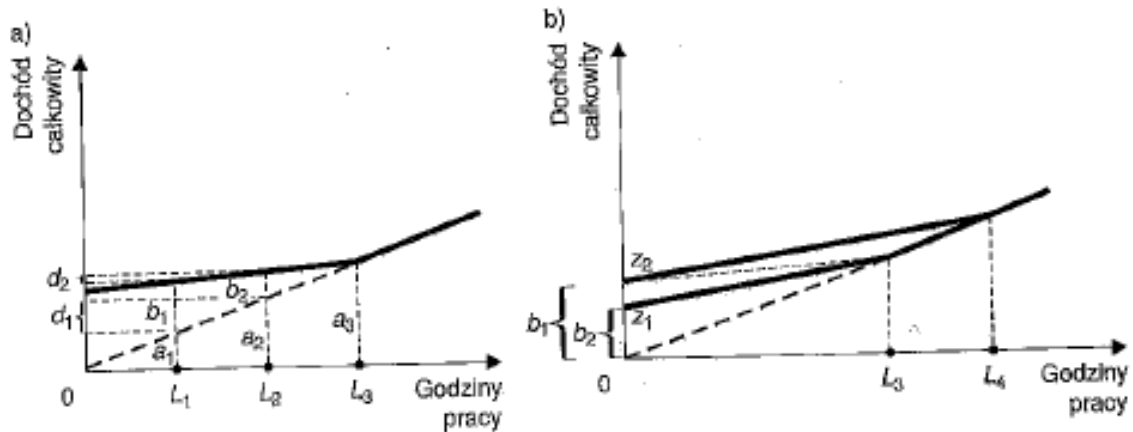 a)
Dochód
całkowity
d₂
d₁
b₁
b₂
a₁
a₂
a₃
0
L₁
L₂
L₃
Godziny
pracy
b)
Dochód
całkowity
z₂
z₁
b₁
b₂
0
L₃
L₄
Godziny
pracy